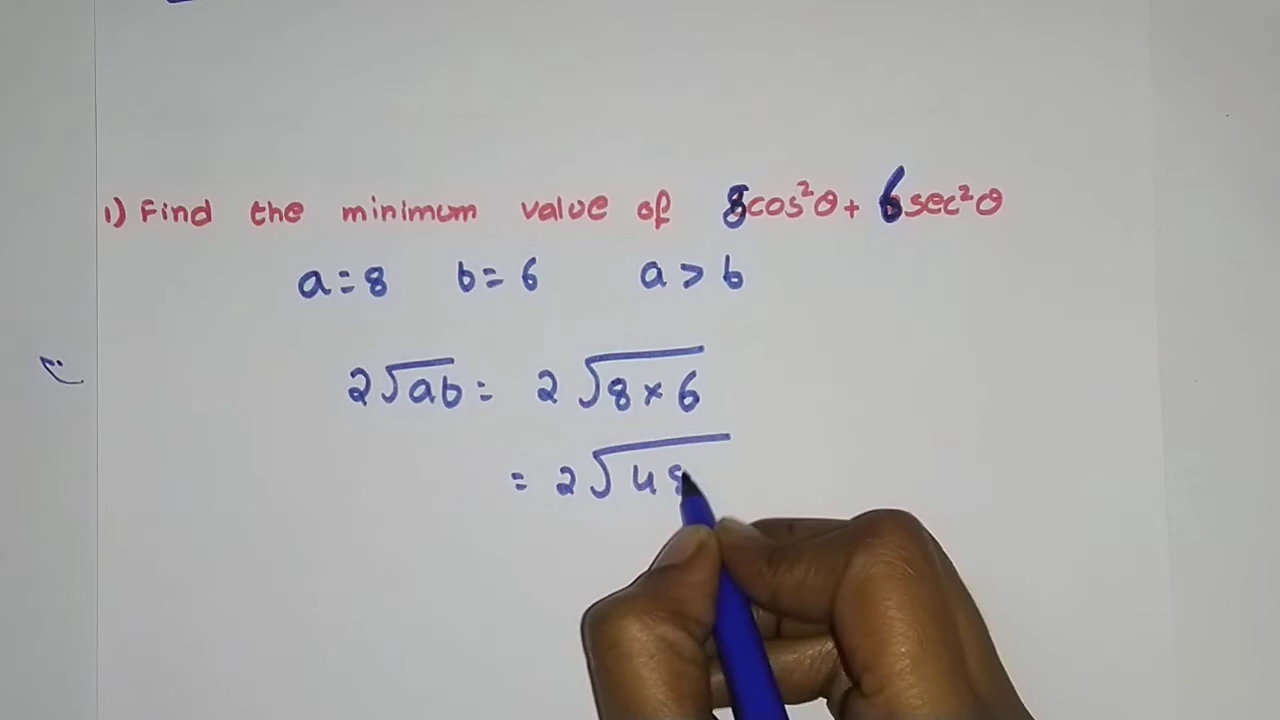 1) Find the minimum value of 8cos²θ + 6sec²θ
a = 8 b = 6 a > b
2√ab = 2√8 × 6
= 2√48